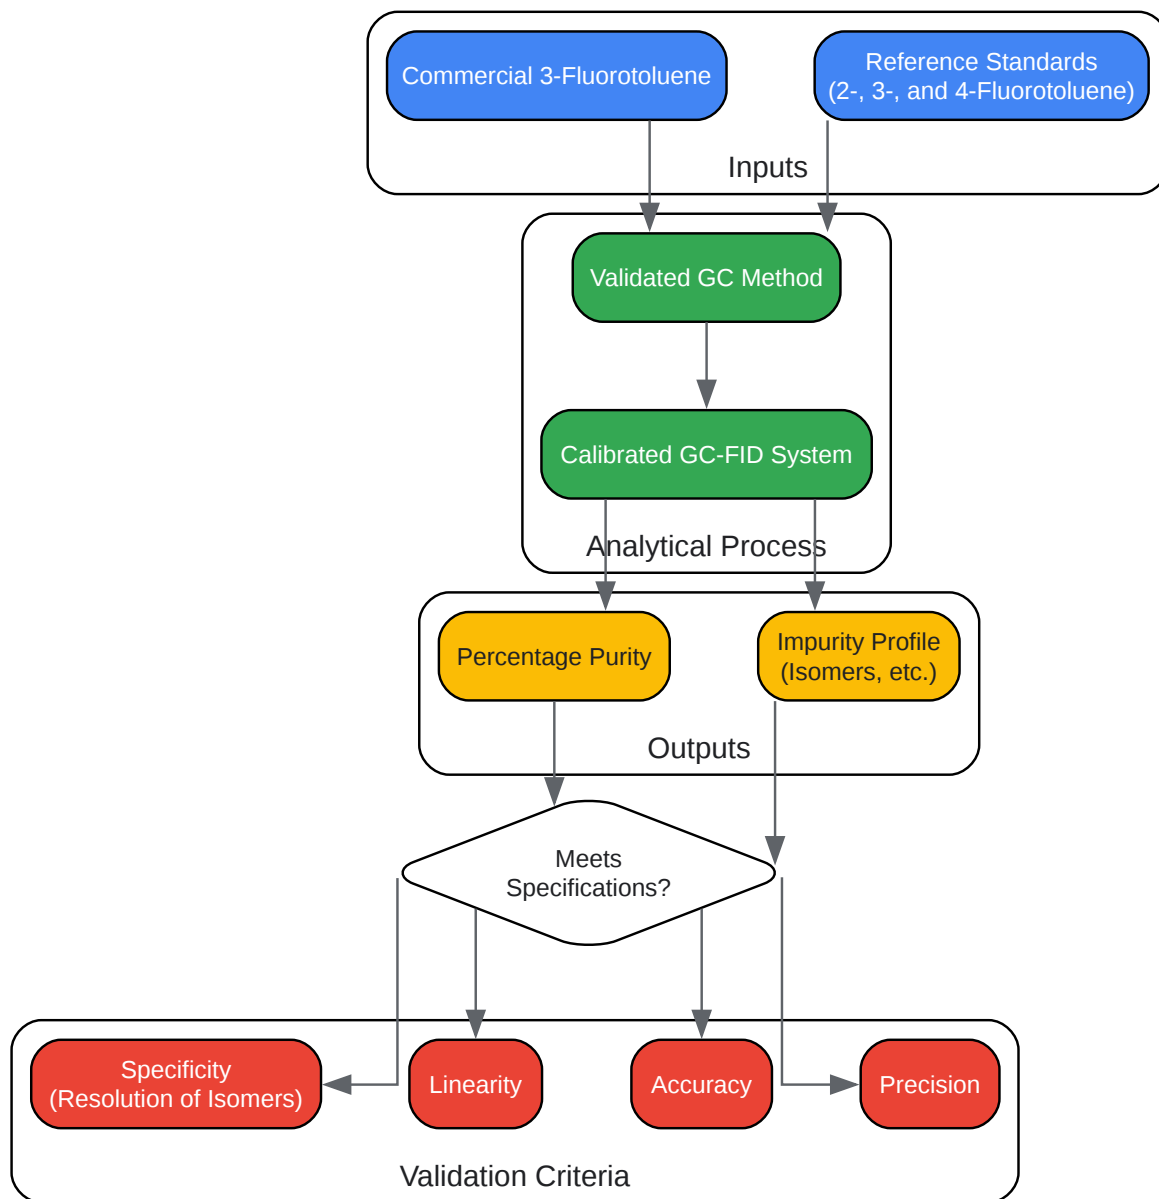 Commercial 3-Fluorotoluene
Reference Standards
(2-, 3-, and 4-Fluorotoluene)
Inputs
Validated GC Method
Calibrated GC-FID System
Analytical Process
Percentage Purity
Impurity Profile
(Isomers, etc.)
Outputs
Meets
Specifications?
Specificity
(Resolution of Isomers)
Linearity
Accuracy
Precision
Validation Criteria